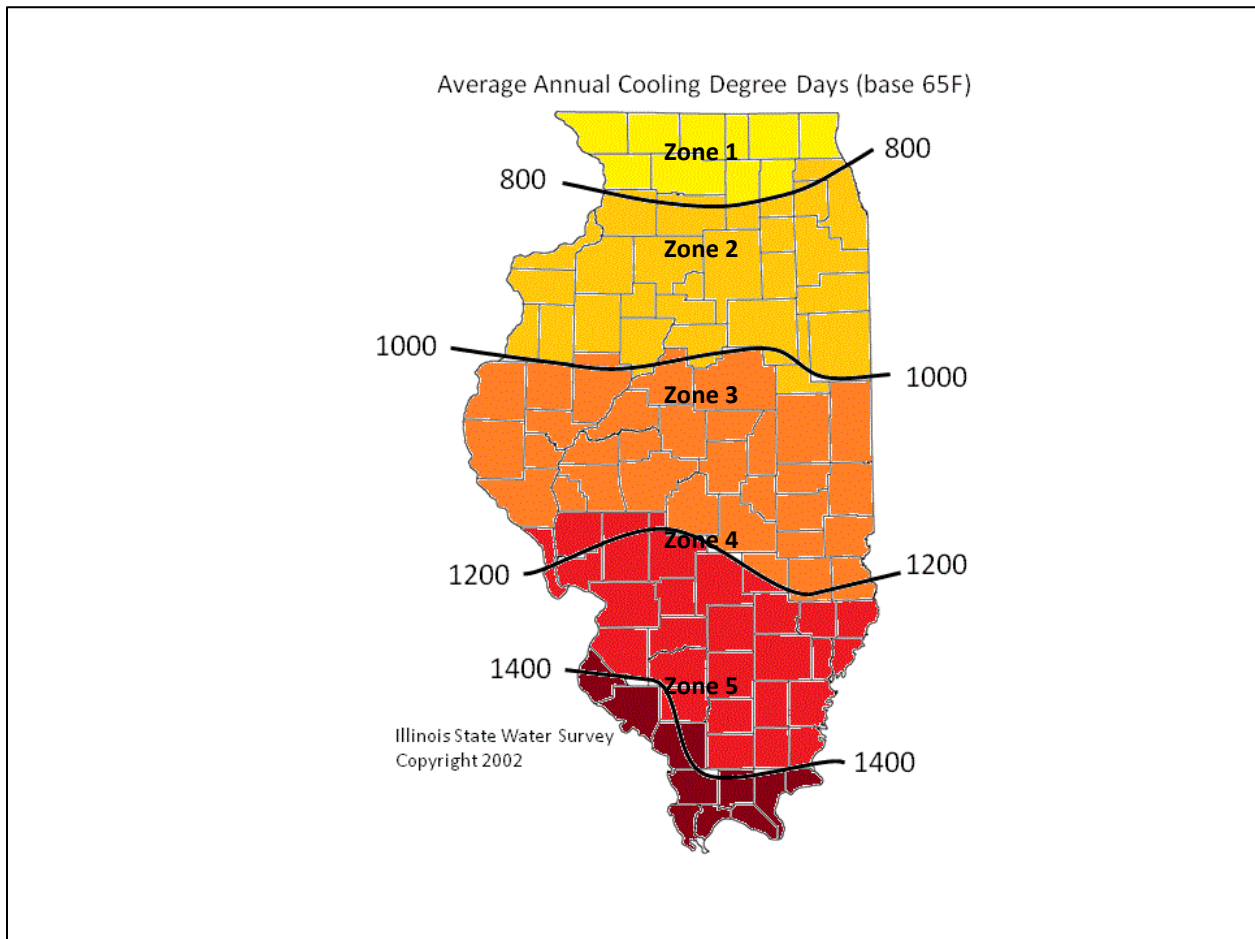 Average Annual Cooling Degree Days (base 65F)
Zone 1
800
800
Zone 2
1000
1000
Zone 3
Zone 4
1200
1200
1400
Zone 5
Illinois State Water Survey
Copyright 2002
1400